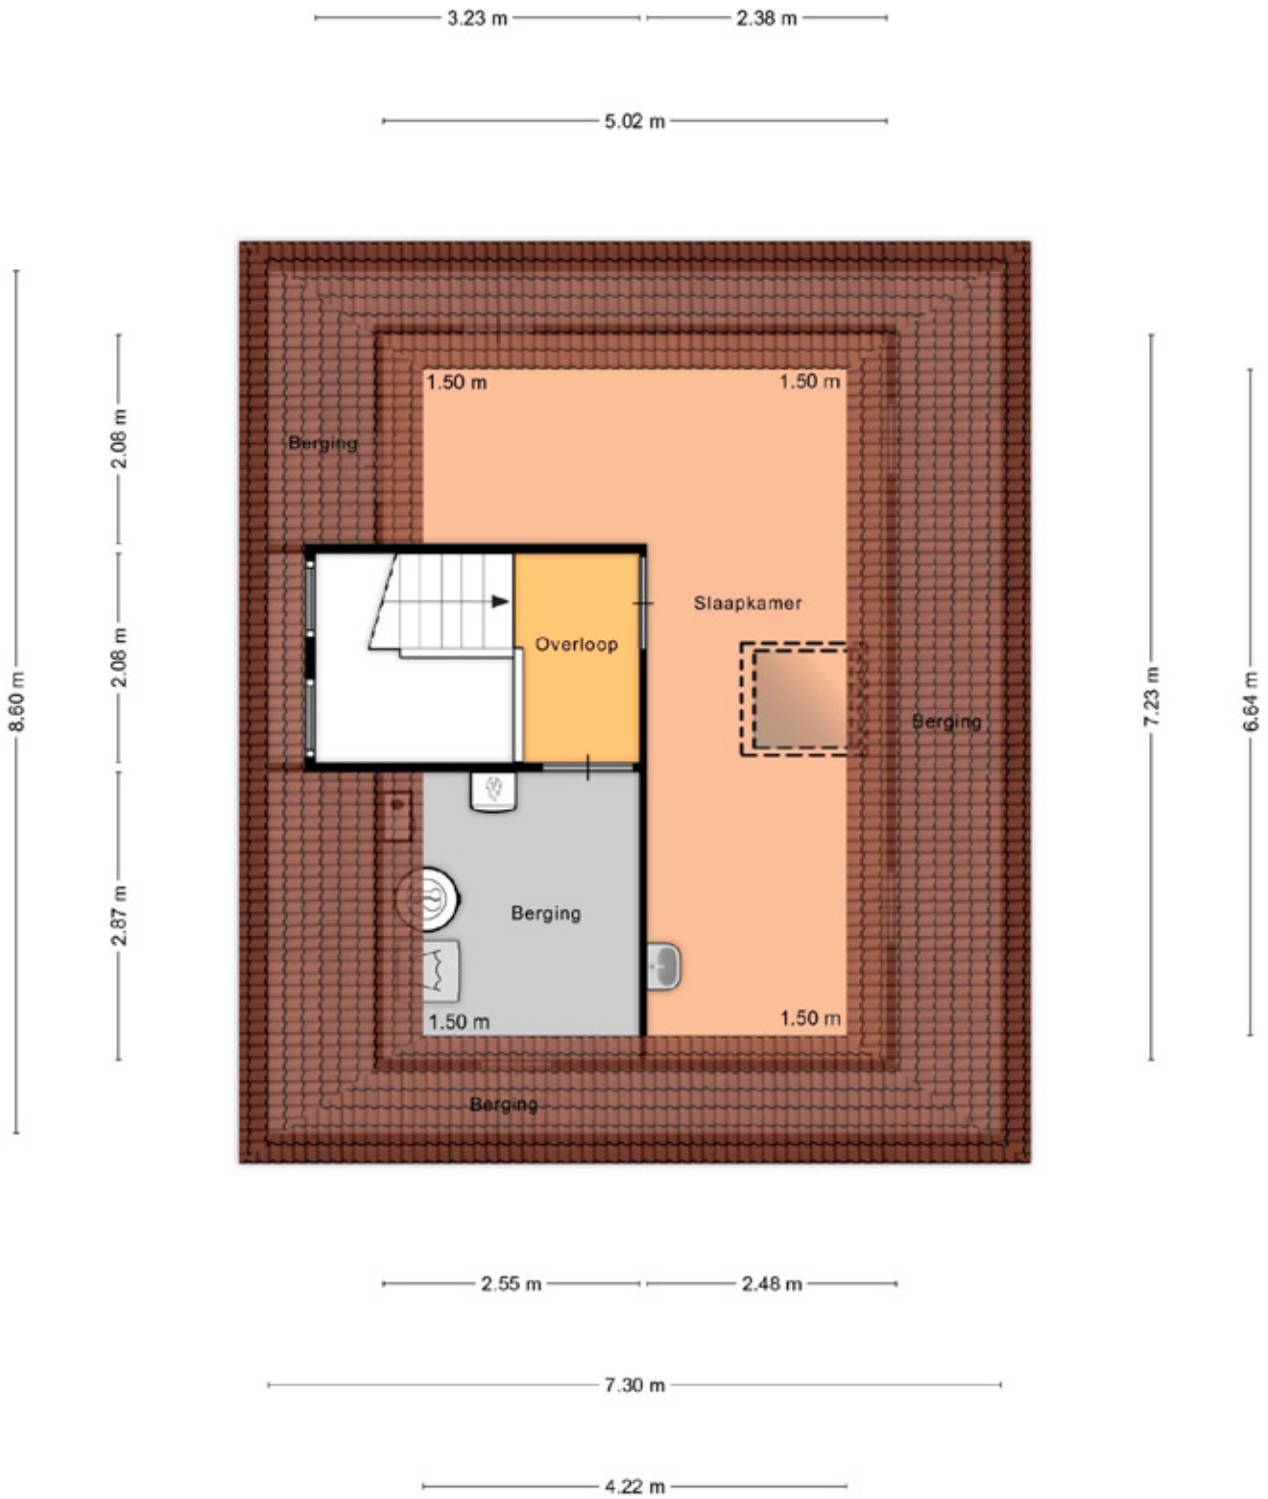 3.23 m
2.38 m
5.02 m
1.50 m
1.50 m
2.08 m
Berging
Slaapkamer
Overloop
2.08 m
8.60 m
7.23 m
6.64 m
Berging
2.87 m
Berging
1.50 m
1.50 m
Berging
2.55 m
2.48 m
7.30 m
4.22 m